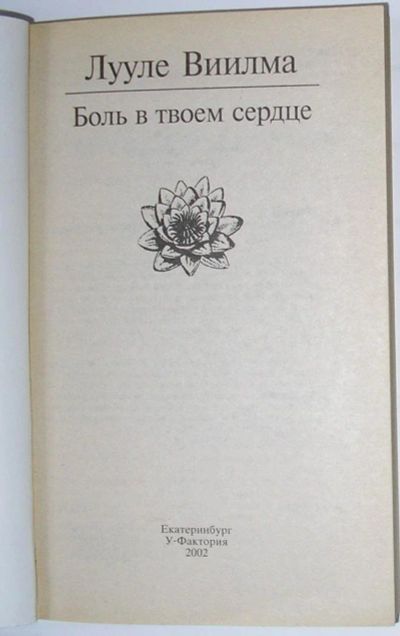 Лууле Виилма
Боль в твоем сердце
Екатеринбург
У-Фактория
2002